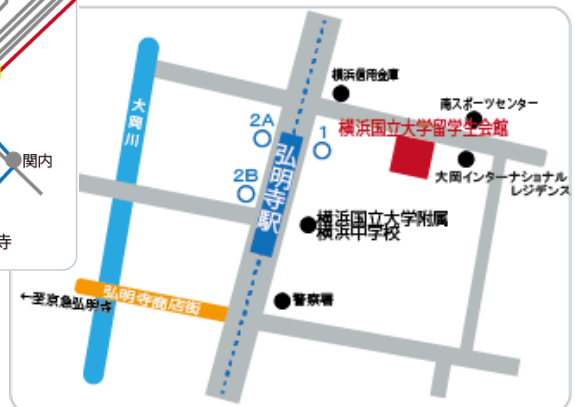 関内
寺
横浜信用金庫
南スポーツセンター
横浜国立大学留学生会館
大岡インターナショナル
レジデンス
大岡川
2A
1
2B
弘明寺駅
横浜国立大学附属
横浜中学校
警察署
弘明寺商店街
←至京急弘明寺